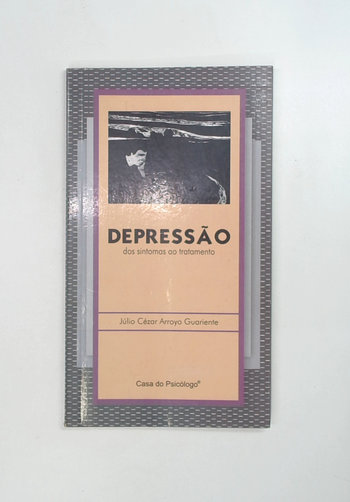 DEPRESSÃO
dos sintomas ao tratamento
Júlio Cézar Arroyo Guariente
Casa do Psicólogo®